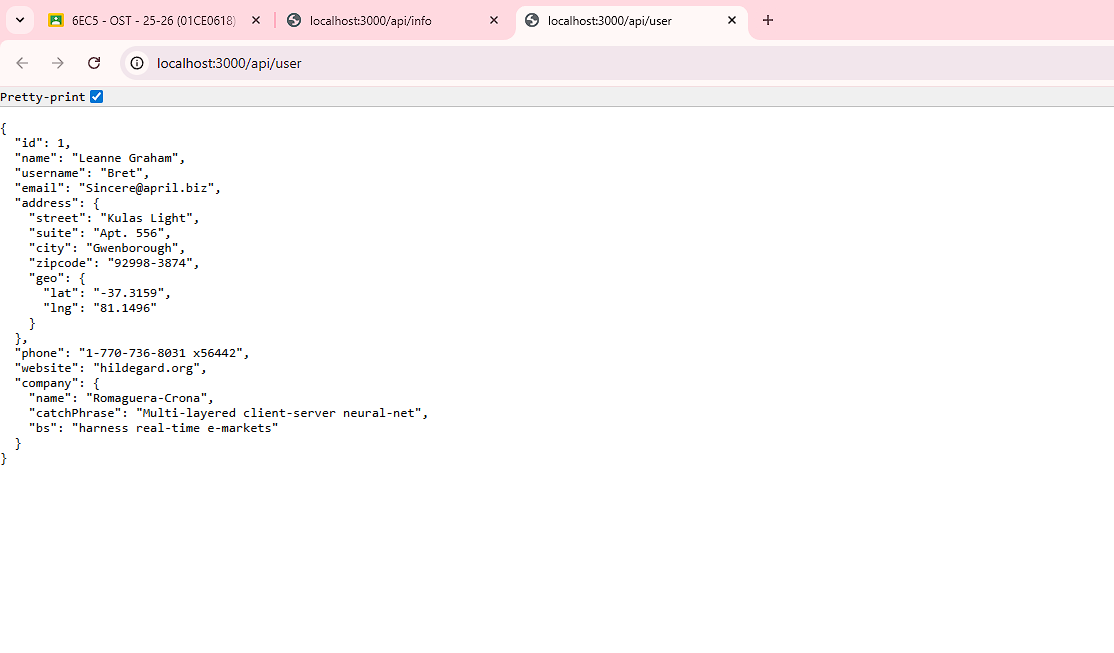 6EC5 - OST - 25-26 (01CE0618)
localhost:3000/api/info
localhost:3000/api/user
localhost:3000/api/user
Pretty-print
{
  "id": 1,
  "name": "Leanne Graham",
  "username": "Bret",
  "email": "Sincere@april.biz",
  "address": {
    "street": "Kulas Light",
    "suite": "Apt. 556",
    "city": "Gwenborough",
    "zipcode": "92998-3874",
    "geo": {
      "lat": "-37.3159",
      "lng": "81.1496"
    }
  },
  "phone": "1-770-736-8031 x56442",
  "website": "hildegard.org",
  "company": {
    "name": "Romaguera-Crona",
    "catchPhrase": "Multi-layered client-server neural-net",
    "bs": "harness real-time e-markets"
  }
}